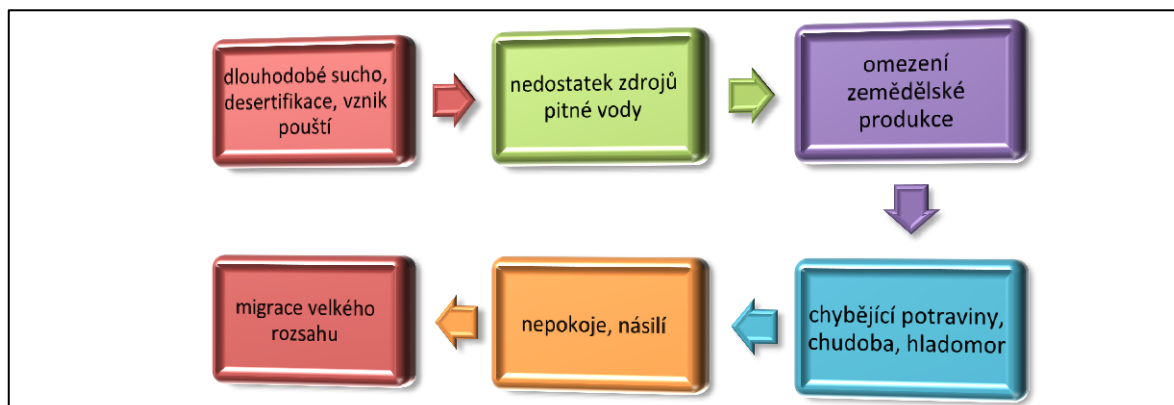 dlouhodobé sucho,
desertifikace, vznik
pouští
nedostatek zdrojů
pitné vody
omezení
zemědělské
produkce
chybějící potraviny,
chudoba, hladomor
nepokoje, násilí
migrace velkého
rozsahu